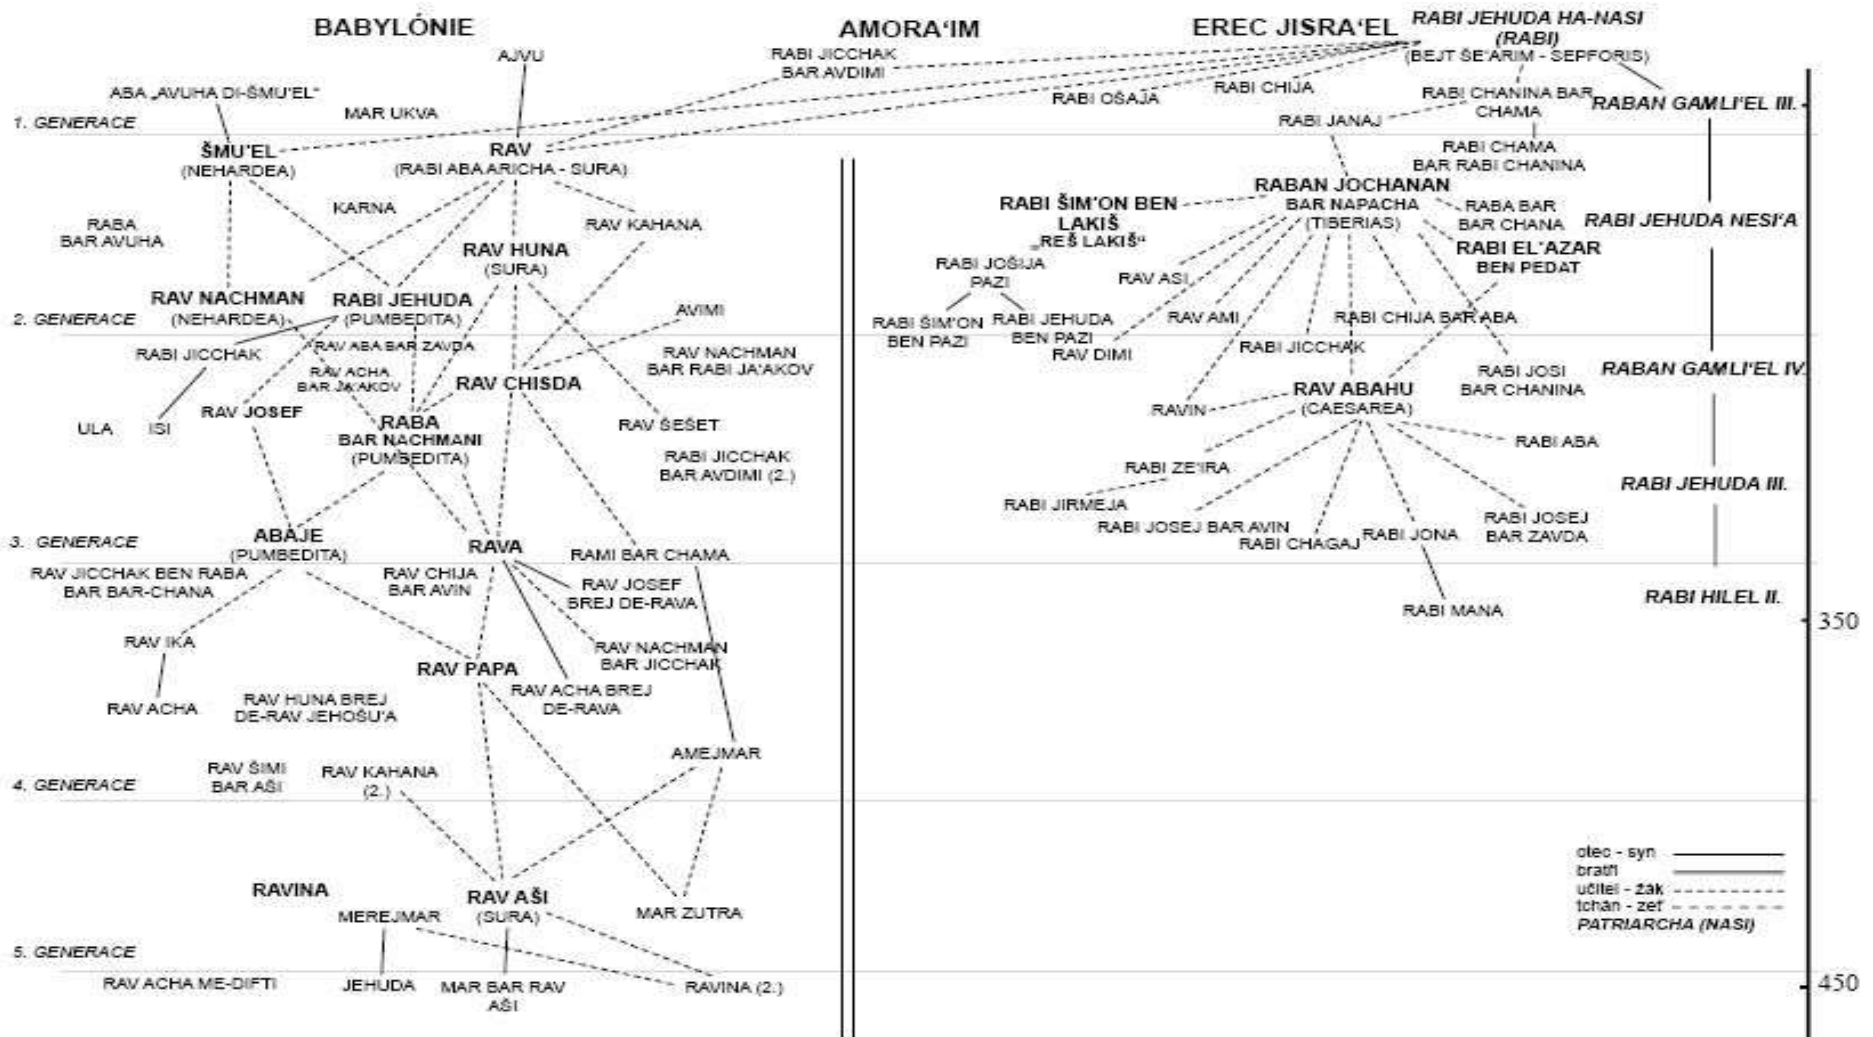 BABYLÓNIE
AMORA‘IM
EREC JISRA‘EL
RABI JEHUDA HA-NASI
(RABI)
(BEJT ŠE‘ARIM - SEPFORIS)
AJVU
RABI JICCHAK
BAR AVDIMI
ABA „AVUHA DI-ŠMU‘EL“
MAR UKVA
RABI OŠAJA
RABI CHIJA
RABI CHANINA BAR
CHAMA
RABAN GAMLI‘EL III.
1. GENERACE
RABI JANAJ
ŠMU‘EL
(NEHARDEA)
RAV
(RABI ABA ARICHA - SURA)
RABI CHAMA
BAR RABI CHANINA
RABAN JOCHANAN
BAR NAPACHA
(TIBERIAS)
RABI ŠIM‘ON BEN
LAKIŠ
„REŠ LAKIŠ“
RABA
BAR AVUHA
KARNA
RAV KAHANA
RABA BAR
BAR CHANA
RABI JEHUDA NESI‘A
RAV HUNA
(SURA)
RABI EL‘AZAR
BEN PEDAT
RABI JOŠIJA
PAZI
RAV ASI
RAV NACHMAN
(NEHARDEA)
RABI JEHUDA
(PUMBEDITA)
AVIMI
2. GENERACE
RABI ŠIM‘ON
BEN PAZI
RABI JEHUDA
BEN PAZI
RAV AMI
RABI CHIJA BAR ABA
RABI JICCHAK
RAV ABA BAR ZAVDA
RAV NACHMAN
BAR RABI JA‘AKOV
RAV DIMI
RABI JICCHAK
RAV ACHA
BAR JA‘AKOV
RAV CHISDA
RABI JOSI
BAR CHANINA
RABAN GAMLI‘EL IV.
RAV ABAHU
(CAESAREA)
RAV JOSEF
ULA
ISI
RABA
BAR NACHMANI
(PUMBEDITA)
RAV ŠEŠET
RAVIN
RABI ABA
RABI JICCHAK
BAR AVDIMI (2.)
RABI ZE‘IRA
RABI JEHUDA III.
RABI JIRMEJA
RABI JOSEJ BAR AVIN
RABI CHAGAJ
RABI JONA
RABI JOSEJ
BAR ZAVDA
3. GENERACE
ABAJE
(PUMBEDITA)
RAVA
RAMI BAR CHAMA
RAV JICCHAK BEN RABA
BAR BAR-CHANA
RAV CHIJA
BAR AVIN
RAV JOSEF
BREJ DE-RAVA
RABI HILEL II.
RABI MANA
350
RAV IKA
RAV NACHMAN
BAR JICCHAK
RAV PAPA
RAV ACHA
RAV HUNA BREJ
DE-RAV JEHOŠU‘A
RAV ACHA BREJ
DE-RAVA
AMEJMAR
RAV ŠIMI
BAR AŠI
RAV KAHANA
(2.)
4. GENERACE
RAVINA
RAV AŠI
(SURA)
MEREJMAR
MAR ZUTRA
5. GENERACE
RAV ACHA ME-DIFTI
JEHUDA
MAR BAR RAV
AŠI
RAVINA (2.)
otec - syn
bratři
učitel - žák
tchán - zeť
PATRIARCHA (NASI)
450